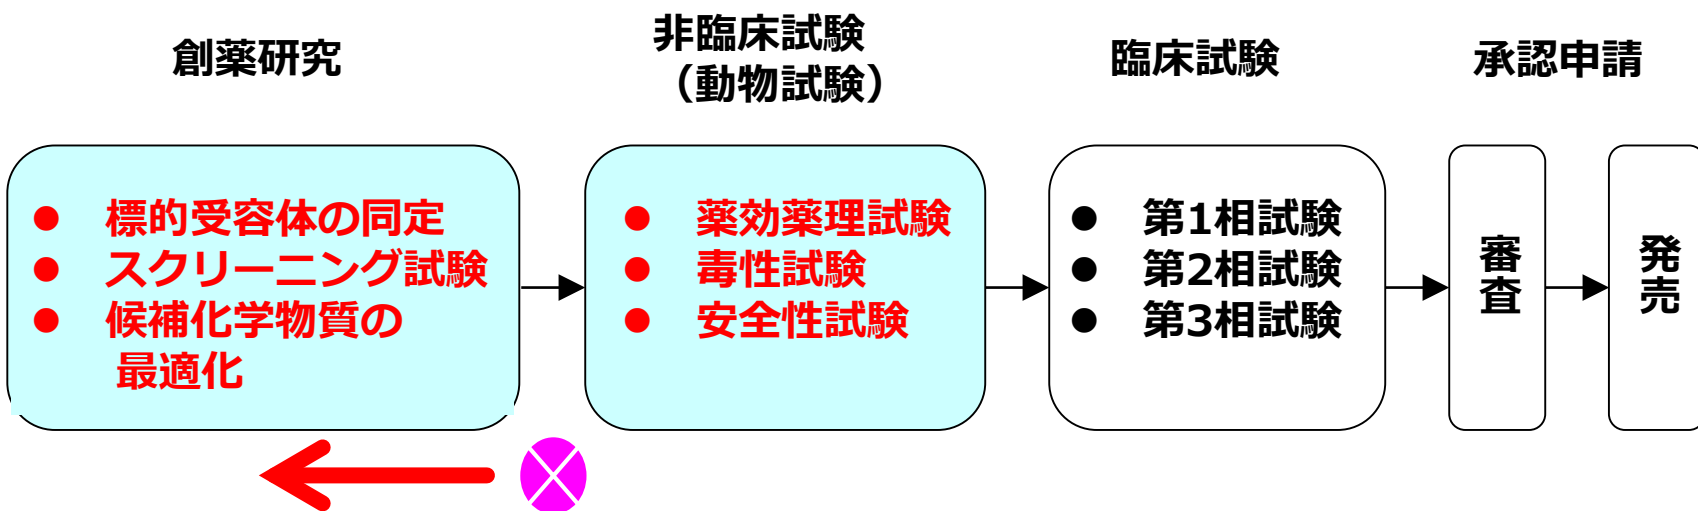 創薬研究
非臨床試験
（動物試験）
臨床試験
承認申請
● 標的受容体の同定
● スクリーニング試験
● 候補化学物質の
最適化
● 薬効薬理試験
● 毒性試験
● 安全性試験
● 第1相試験
● 第2相試験
● 第3相試験
審査
発売